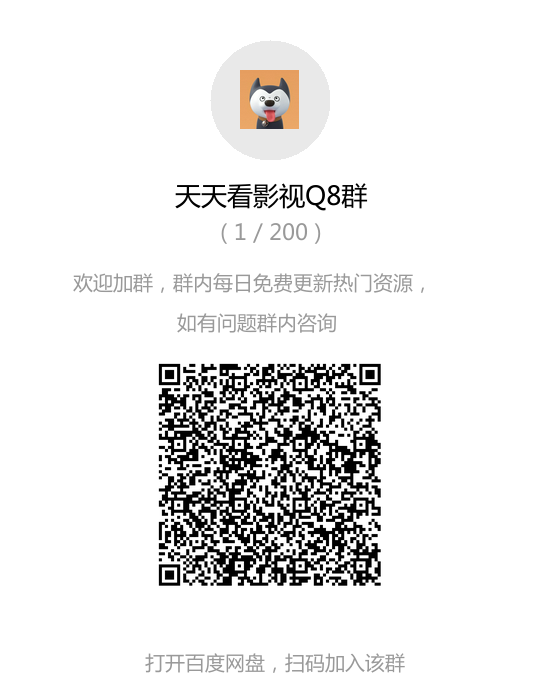 天天看影视Q8群
（1 / 200）
欢迎加群，群内每日免费更新热门资源，
如有问题群内咨询
打开百度网盘，扫码加入该群